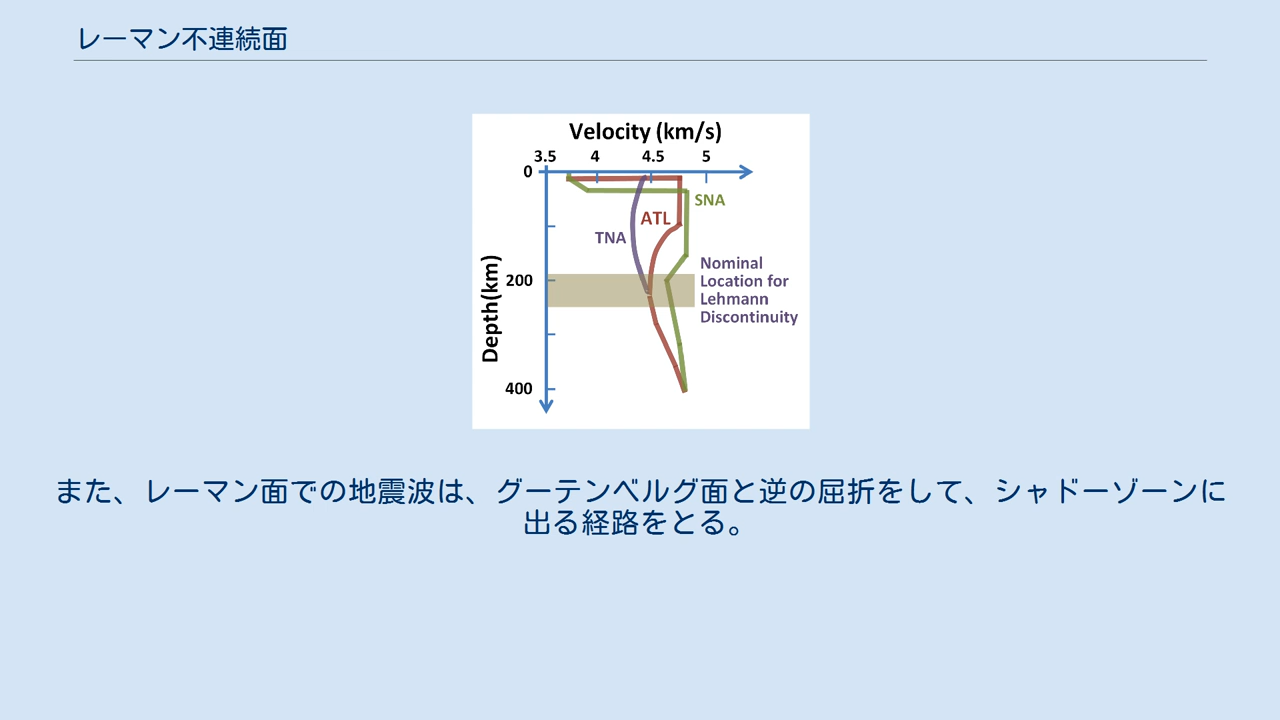 レーマン不連続面
Velocity (km/s)
3.5 4 4.5 5
0
SNA
ATL
TNA
Nominal
Location for
Lehmann
Discontinuity
200
Depth(km)
400
また、レーマン面での地震波は、グーテンベルグ面と逆の屈折をして、シャドーゾーンに
出る経路をとる。